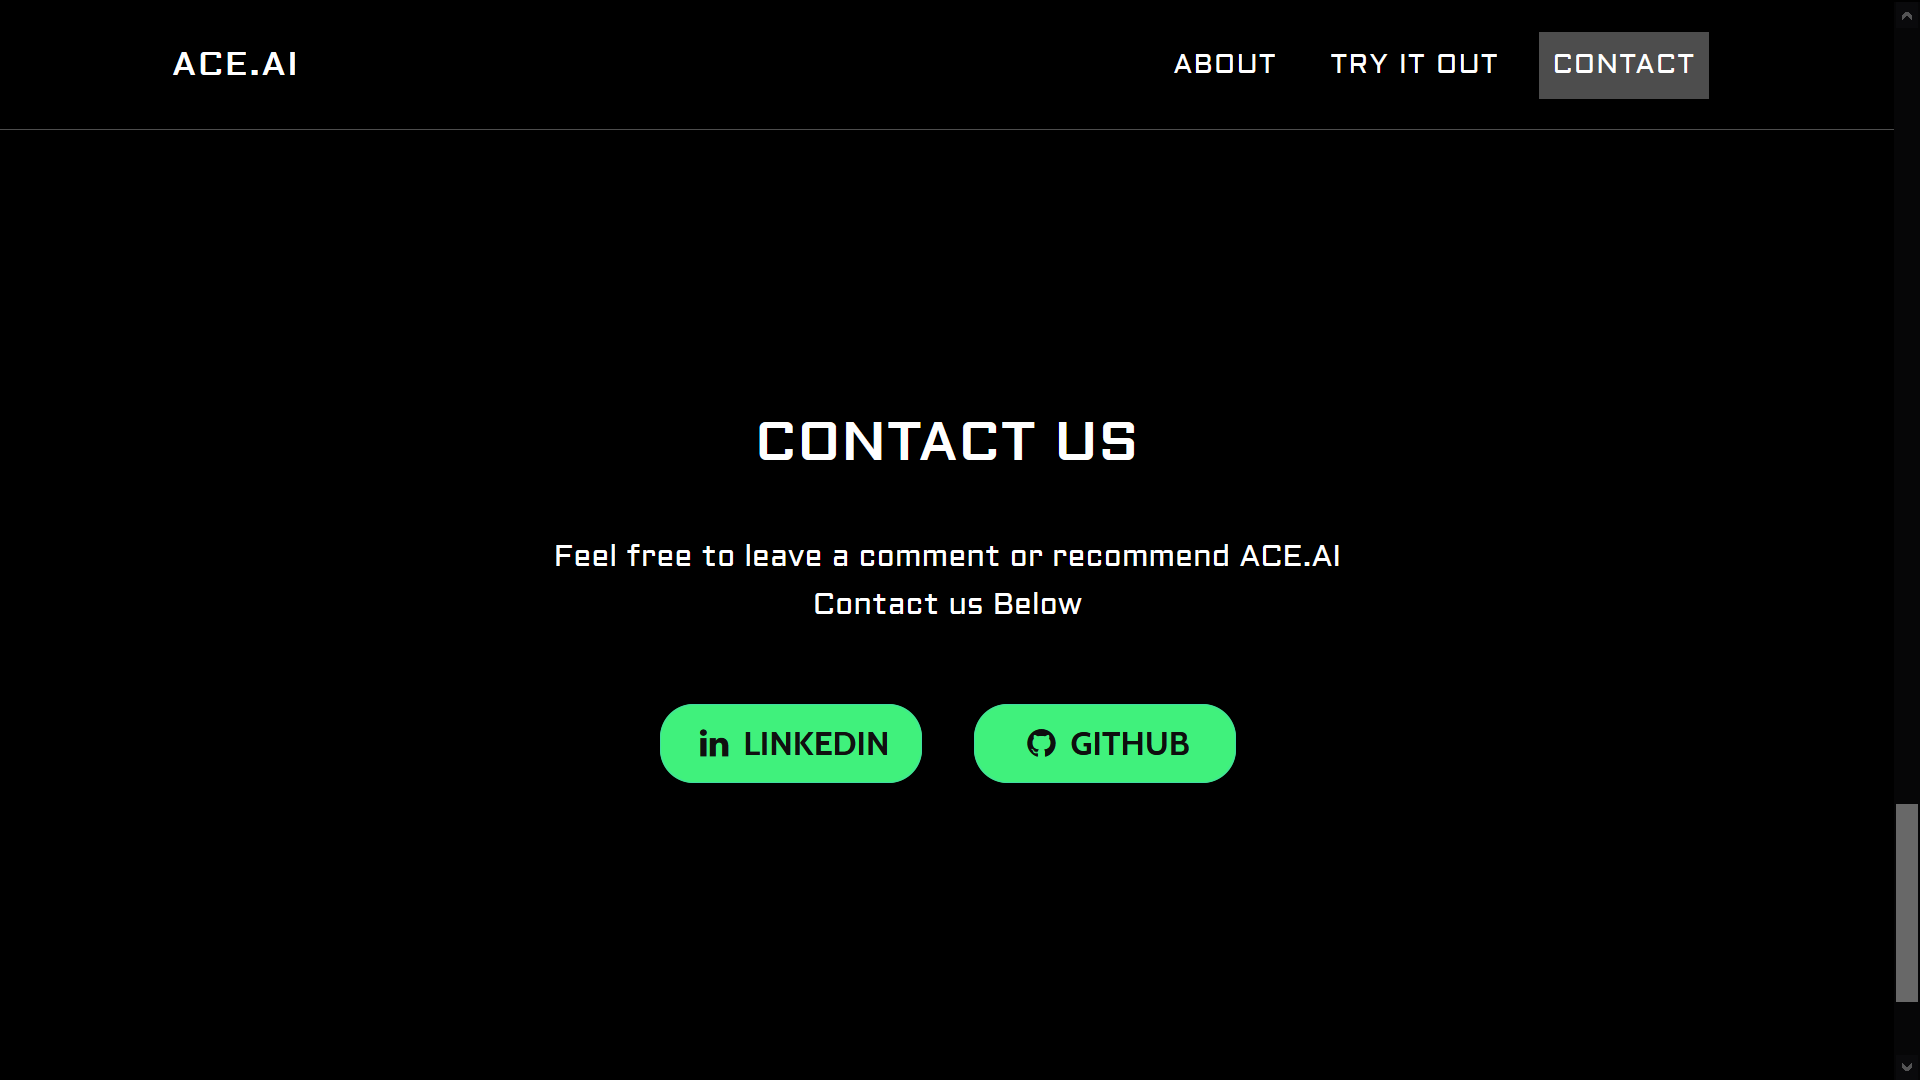 ACE.AI
ABOUT
TRY IT OUT
CONTACT
CONTACT US
Feel free to leave a comment or recommend ACE.AI
Contact us Below
LINKEDIN
GITHUB